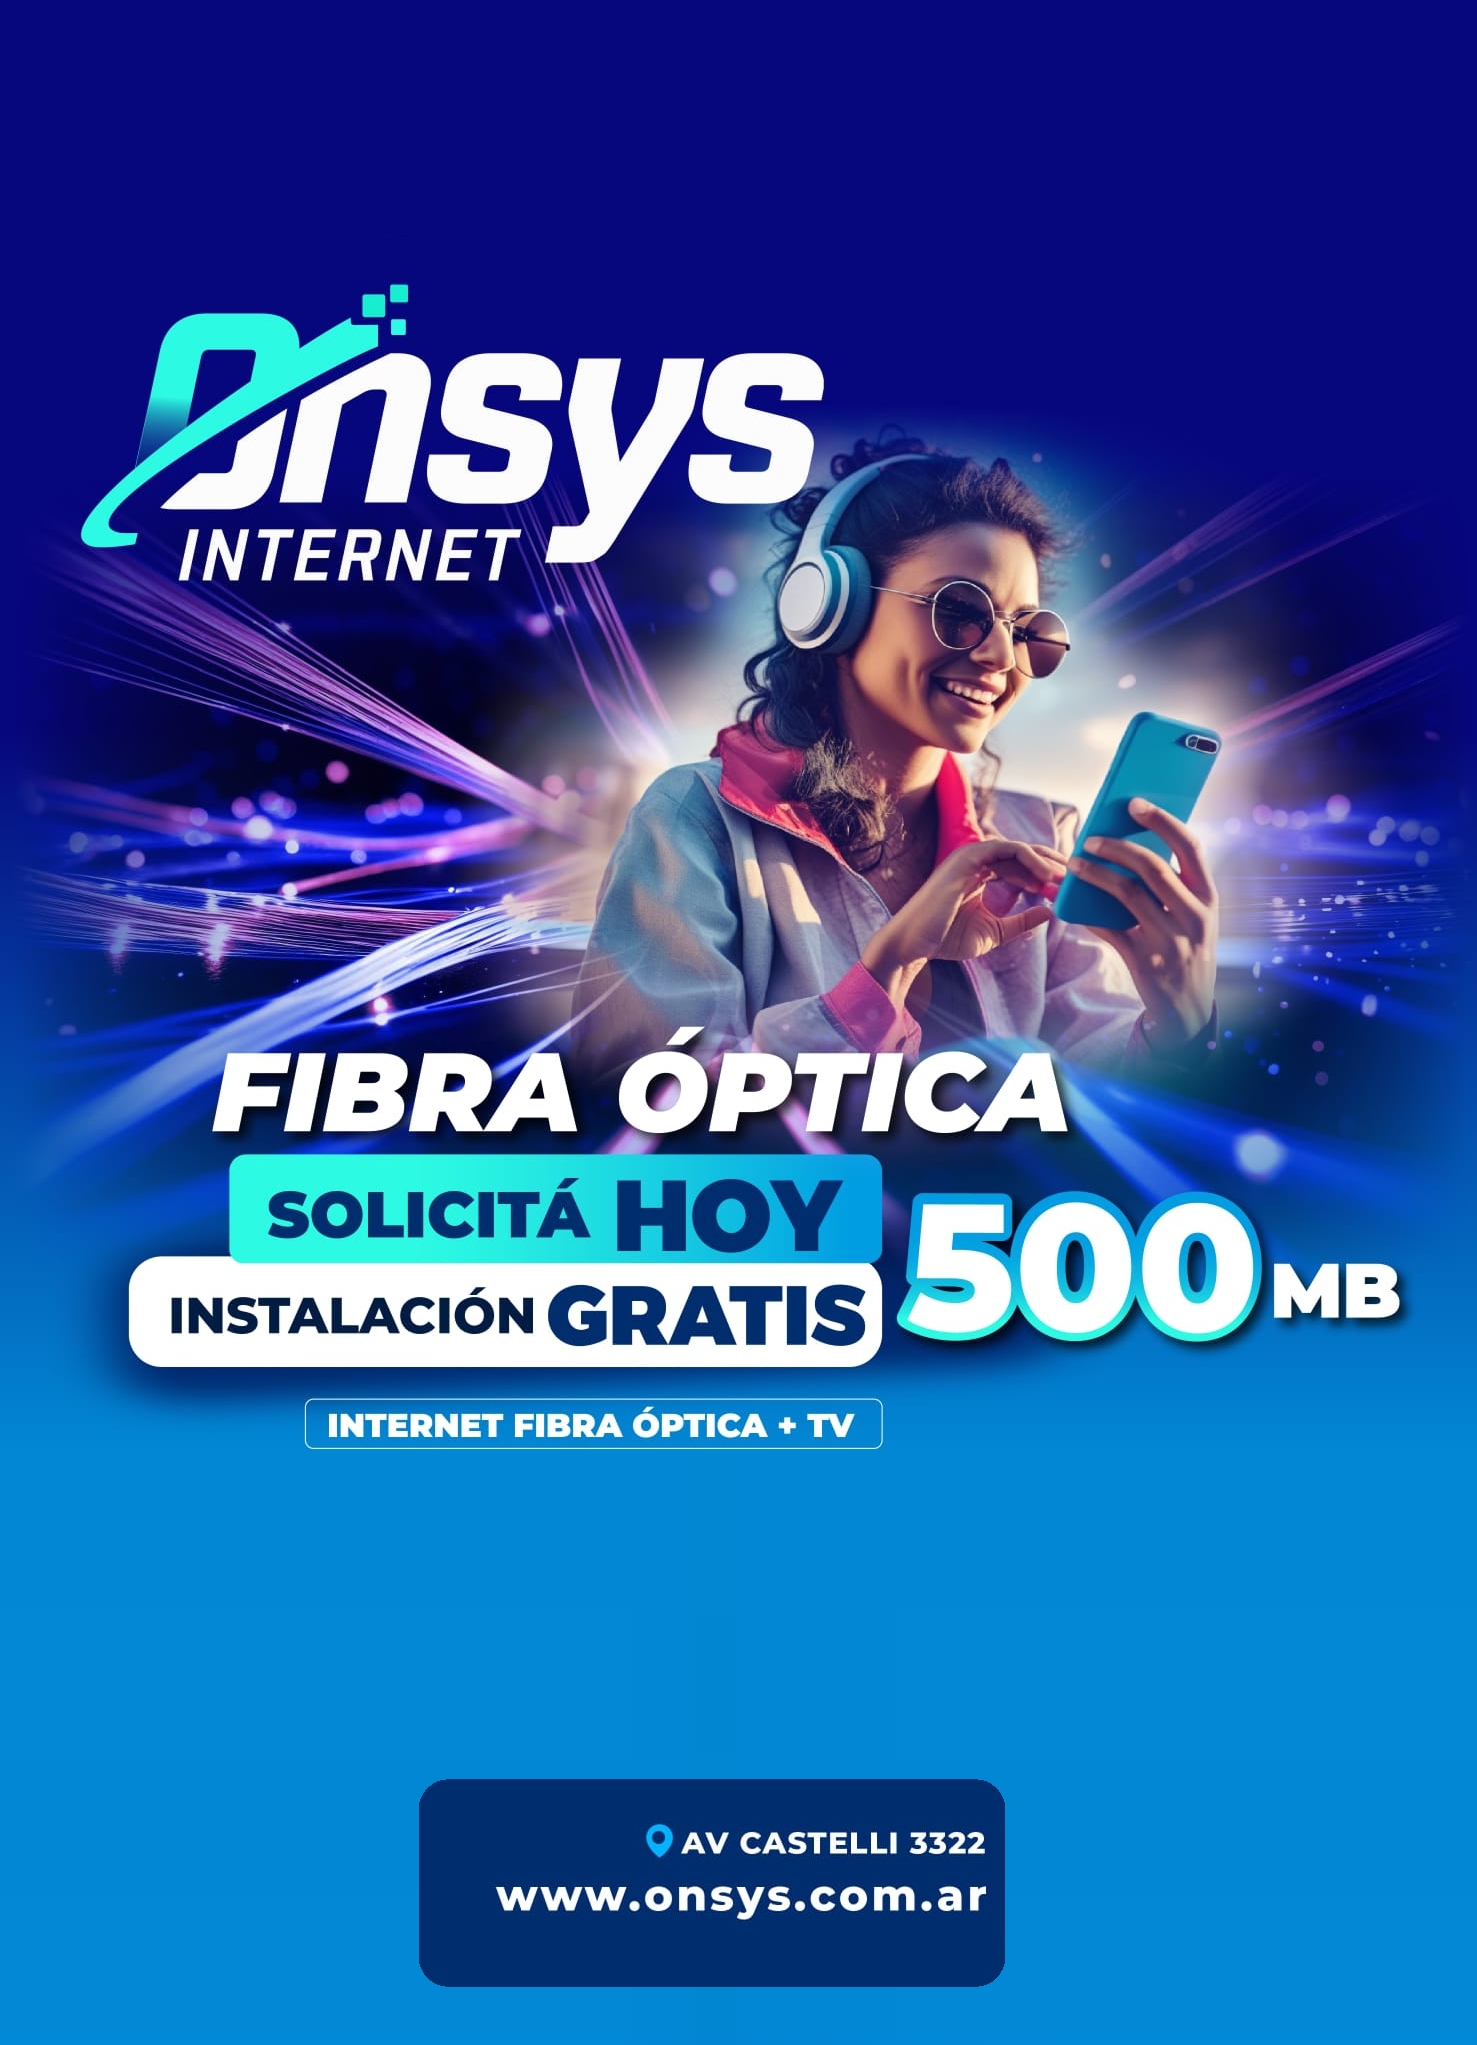 Onsys
INTERNET
FIBRA ÓPTICA
SOLICITÁ HOY
INSTALACIÓN GRATIS
500 MB
INTERNET FIBRA ÓPTICA + TV
AV CASTELLI 3322
www.onsys.com.ar